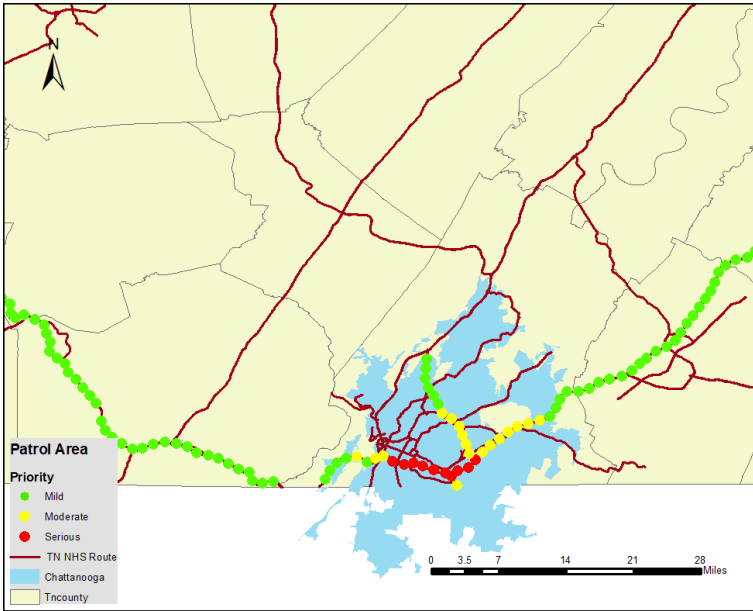 N
Patrol Area
Priority
Mild
Moderate
Serious
TN NHS Route
Chattanooga
Tncounty
0 3.5 7 14 21 28
Miles